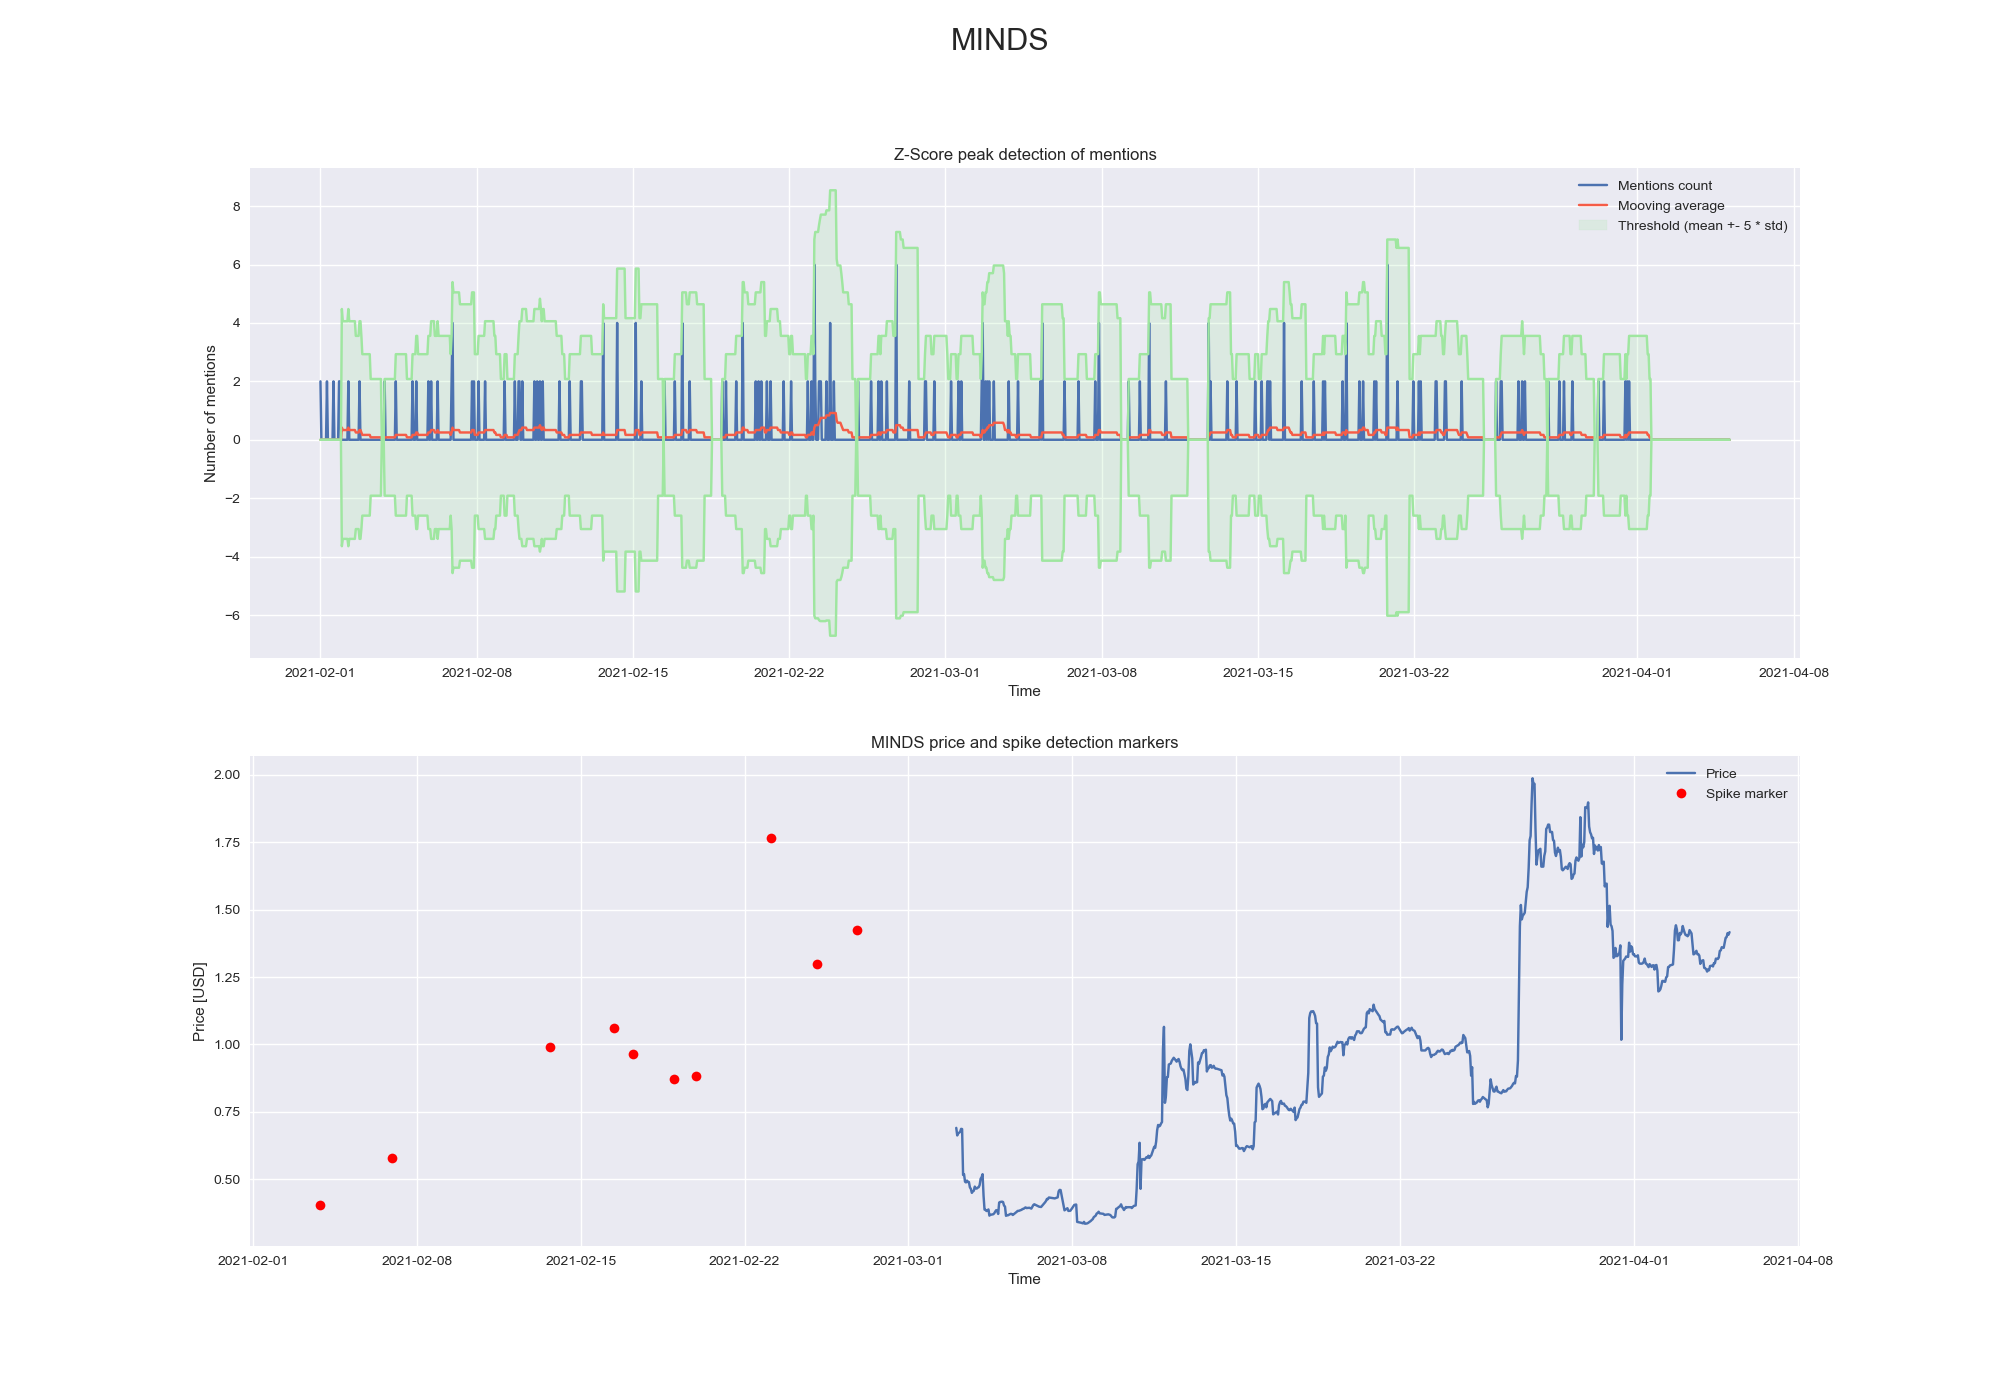 MINDS
Z-Score peak detection of mentions
Mentions count
Mooving average
Threshold (mean +- 5 * std)
Number of mentions
8
6
4
2
0
−2
−4
−6
2021-02-01 2021-02-08 2021-02-15 2021-02-22 2021-03-01 2021-03-08 2021-03-15 2021-03-22 2021-04-01 2021-04-08
Time
MINDS price and spike detection markers
Price
Spike marker
Price [USD]
2.00
1.75
1.50
1.25
1.00
0.75
0.50
2021-02-01 2021-02-08 2021-02-15 2021-02-22 2021-03-01 2021-03-08 2021-03-15 2021-03-22 2021-04-01 2021-04-08
Time